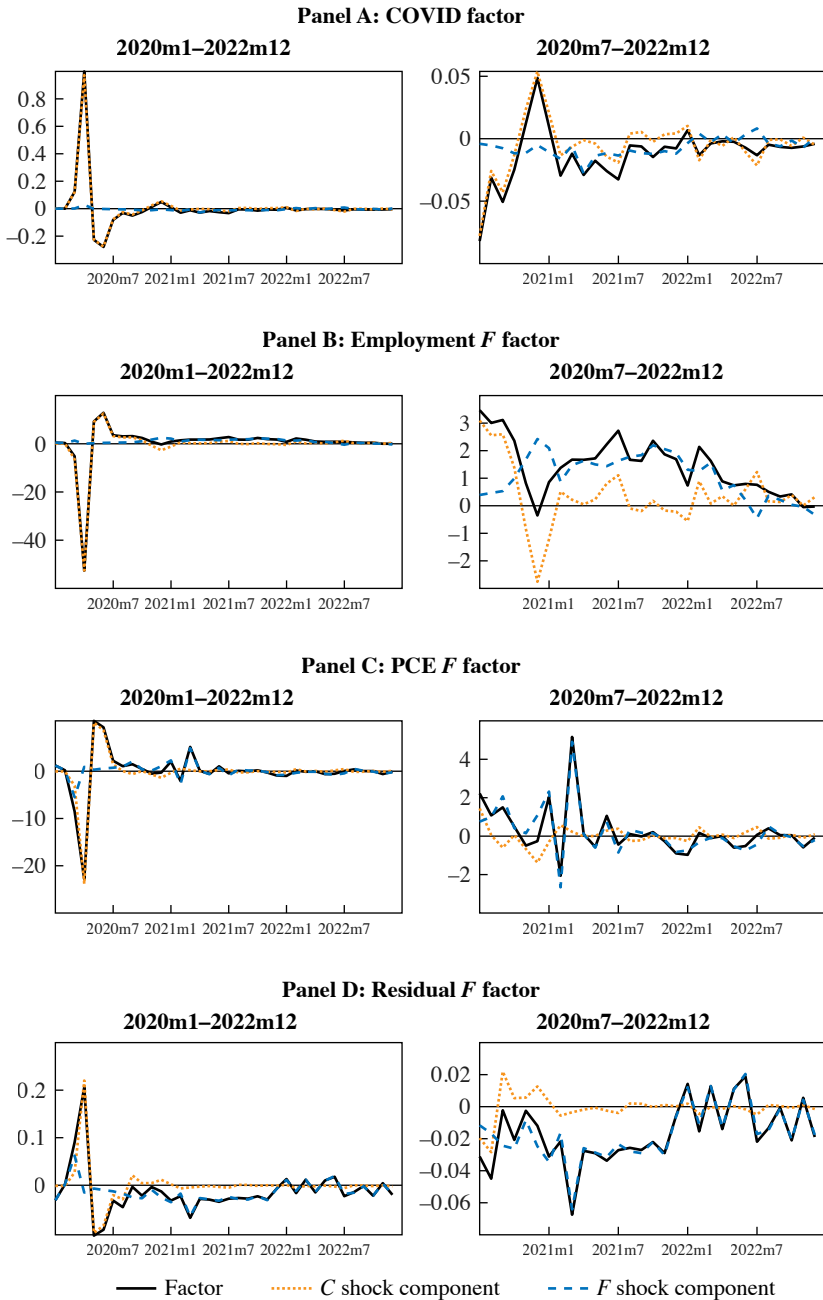 Panel A: COVID factor
2020m1–2022m12
2020m7–2022m12
0.8
0.6
0.4
0.2
0
–0.2
2020m7 2021m1 2021m7 2022m1 2022m7
0.05
0
–0.05
2021m1 2021m7 2022m1 2022m7
Panel B: Employment F factor
2020m1–2022m12
2020m7–2022m12
0
–20
–40
2020m7 2021m1 2021m7 2022m1 2022m7
3
2
1
0
–1
–2
2021m1 2021m7 2022m1 2022m7
Panel C: PCE F factor
2020m1–2022m12
2020m7–2022m12
0
–10
–20
2020m7 2021m1 2021m7 2022m1 2022m7
4
2
0
–2
2021m1 2021m7 2022m1 2022m7
Panel D: Residual F factor
2020m1–2022m12
2020m7–2022m12
0.2
0.1
0
2020m7 2021m1 2021m7 2022m1 2022m7
0.02
0
–0.02
–0.04
–0.06
2021m1 2021m7 2022m1 2022m7
Factor C shock component F shock component